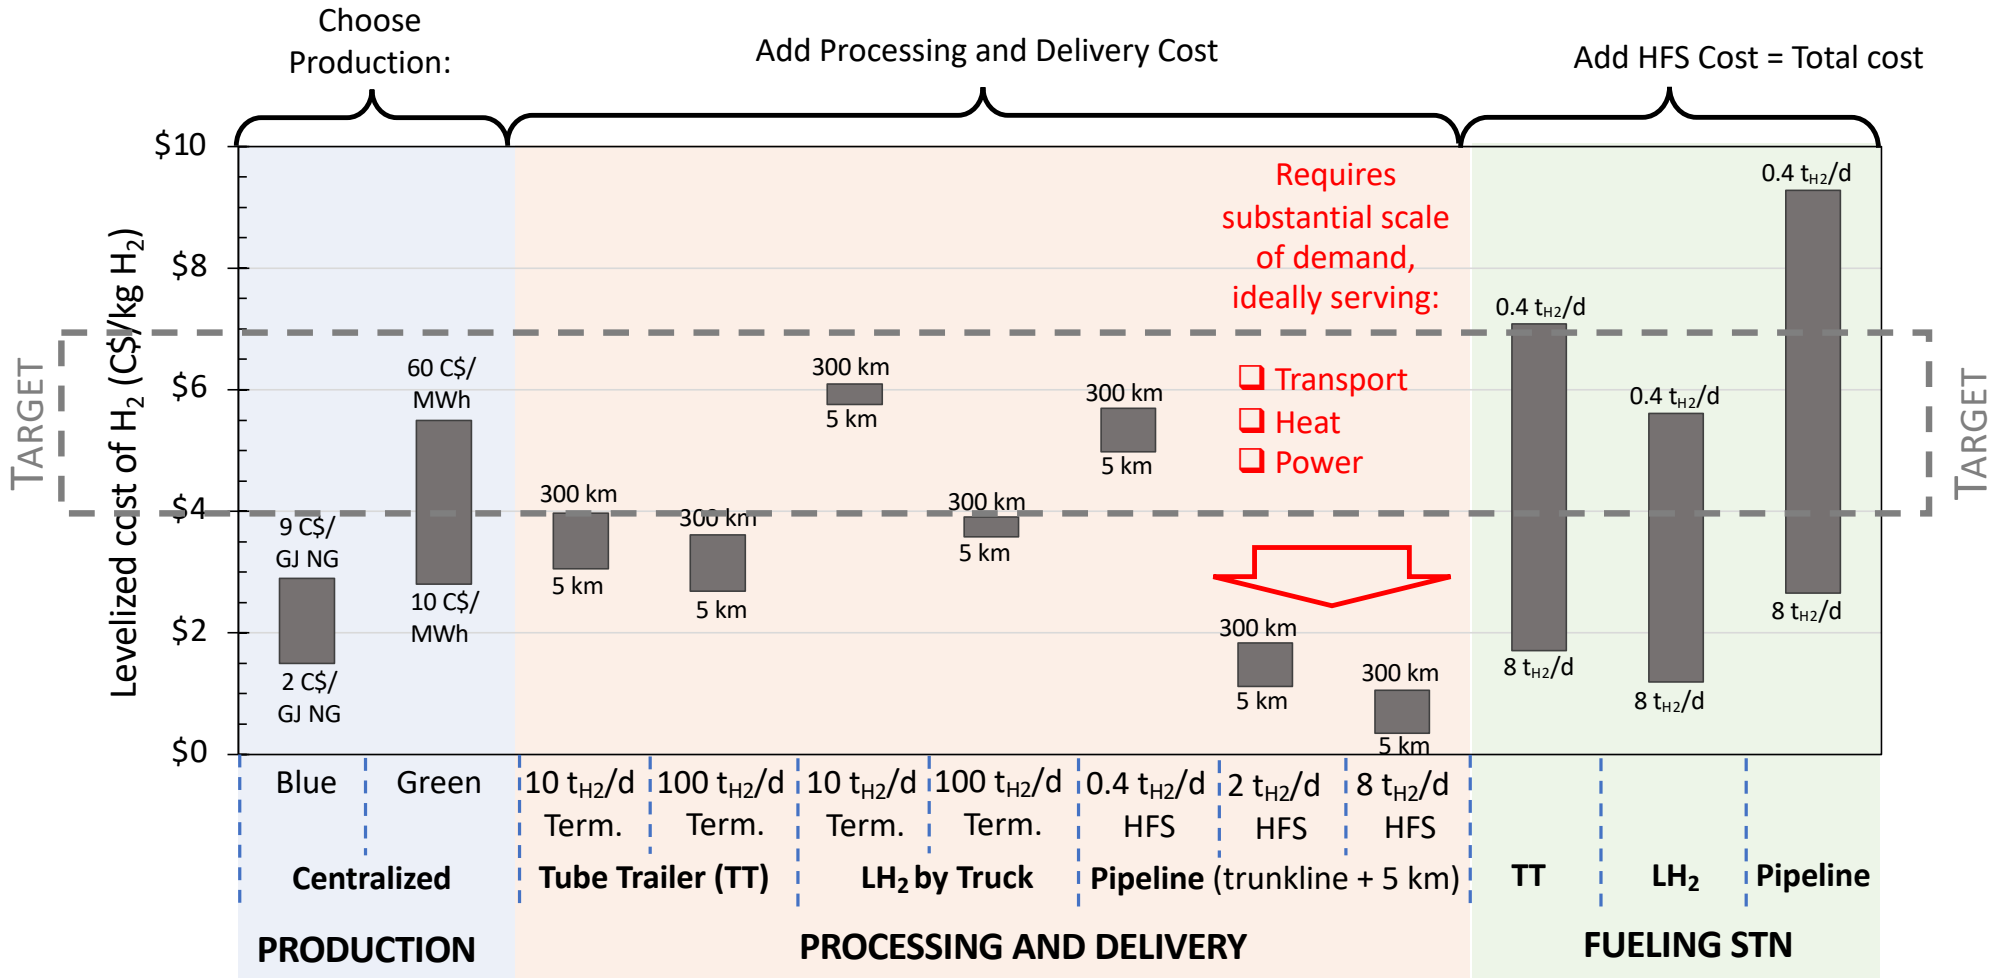 Choose
Production:
Add Processing and Delivery Cost
Add HFS Cost = Total cost
Levelized cost of H2 (C$/kg H2)
$10
$8
$6
$4
$2
$0
TARGET
TARGET
9 C$/
GJ NG
2 C$/
GJ NG
60 C$/
MWh
10 C$/
MWh
300 km
5 km
300 km
5 km
300 km
5 km
300 km
5 km
300 km
5 km
300 km
5 km
300 km
5 km
Requires
substantial scale
of demand,
ideally serving:
❑ Transport
❑ Heat
❑ Power
0.4 tH2/d
8 tH2/d
0.4 tH2/d
8 tH2/d
0.4 tH2/d
8 tH2/d
Blue
Green
10 tH2/d
Term.
100 tH2/d
Term.
10 tH2/d
Term.
100 tH2/d
Term.
0.4 tH2/d
HFS
2 tH2/d
HFS
8 tH2/d
HFS
Centralized
Tube Trailer (TT)
LH2 by Truck
Pipeline (trunkline + 5 km)
TT
LH2
Pipeline
PRODUCTION
PROCESSING AND DELIVERY
FUELING STN